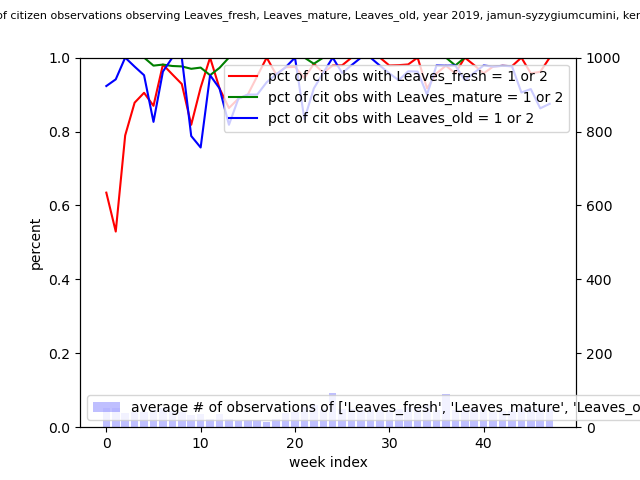 of citizen observations observing Leaves_fresh, Leaves_mature, Leaves_old, year 2019, jamun-syzygiumcumini,
1.0
0.8
0.6
0.4
0.2
0.0
percent
pct of cit obs with Leaves_fresh = 1 or 2
pct of cit obs with Leaves_mature = 1 or 2
pct of cit obs with Leaves_old = 1 or 2
average # of observations of ['Leaves_fresh', 'Leaves_mature',
1000
800
600
400
200
0
0 10 20 30 40
week index